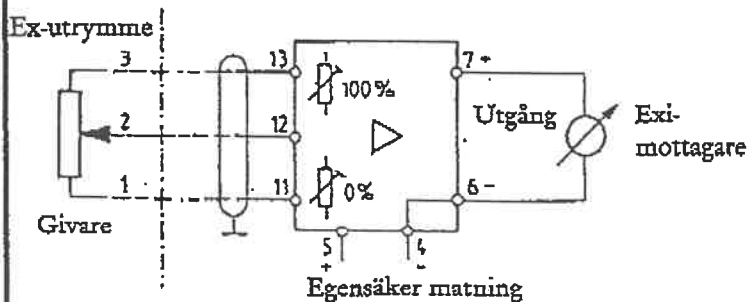 Ex-utrymme
3
13
7 +
100%
Utgång
Exi-
mottagare
2
12
1
11
0%
6 -
Givare
5
+
4
-
Egensäker matning